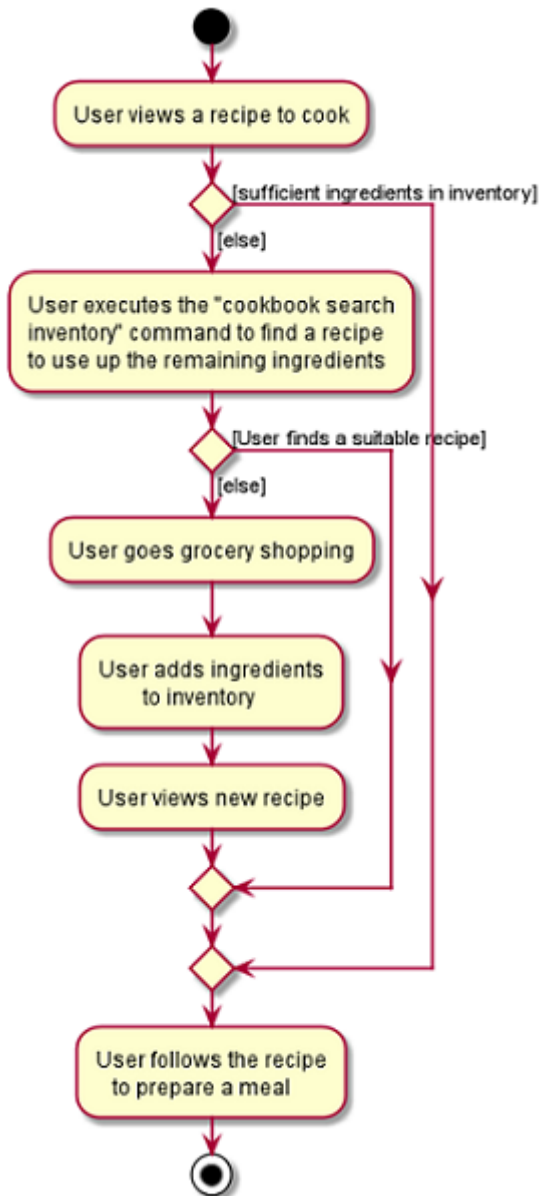 User views a recipe to cook
[sufficient ingredients in inventory]
[else]
User executes the "cookbook search
inventory" command to find a recipe
to use up the remaining ingredients
[User finds a suitable recipe]
[else]
User goes grocery shopping
User adds ingredients
to inventory
User views new recipe
User follows the recipe
to prepare a meal